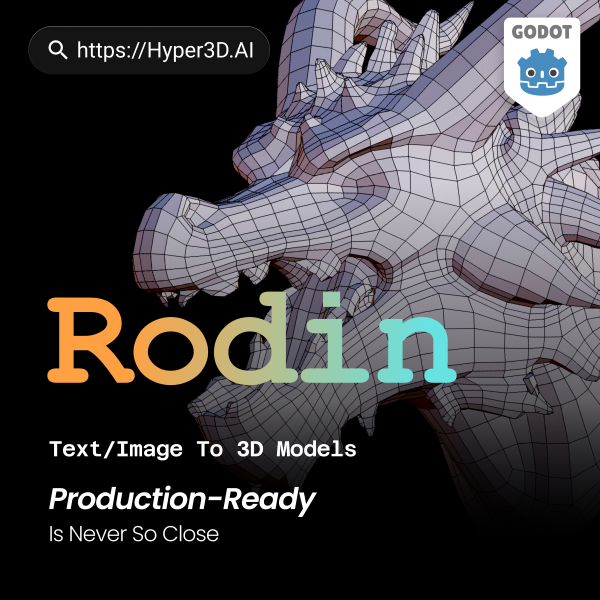 https://Hyper3D.AI
GODOT
Rodin
Text/Image To 3D Models
Production-Ready
Is Never So Close